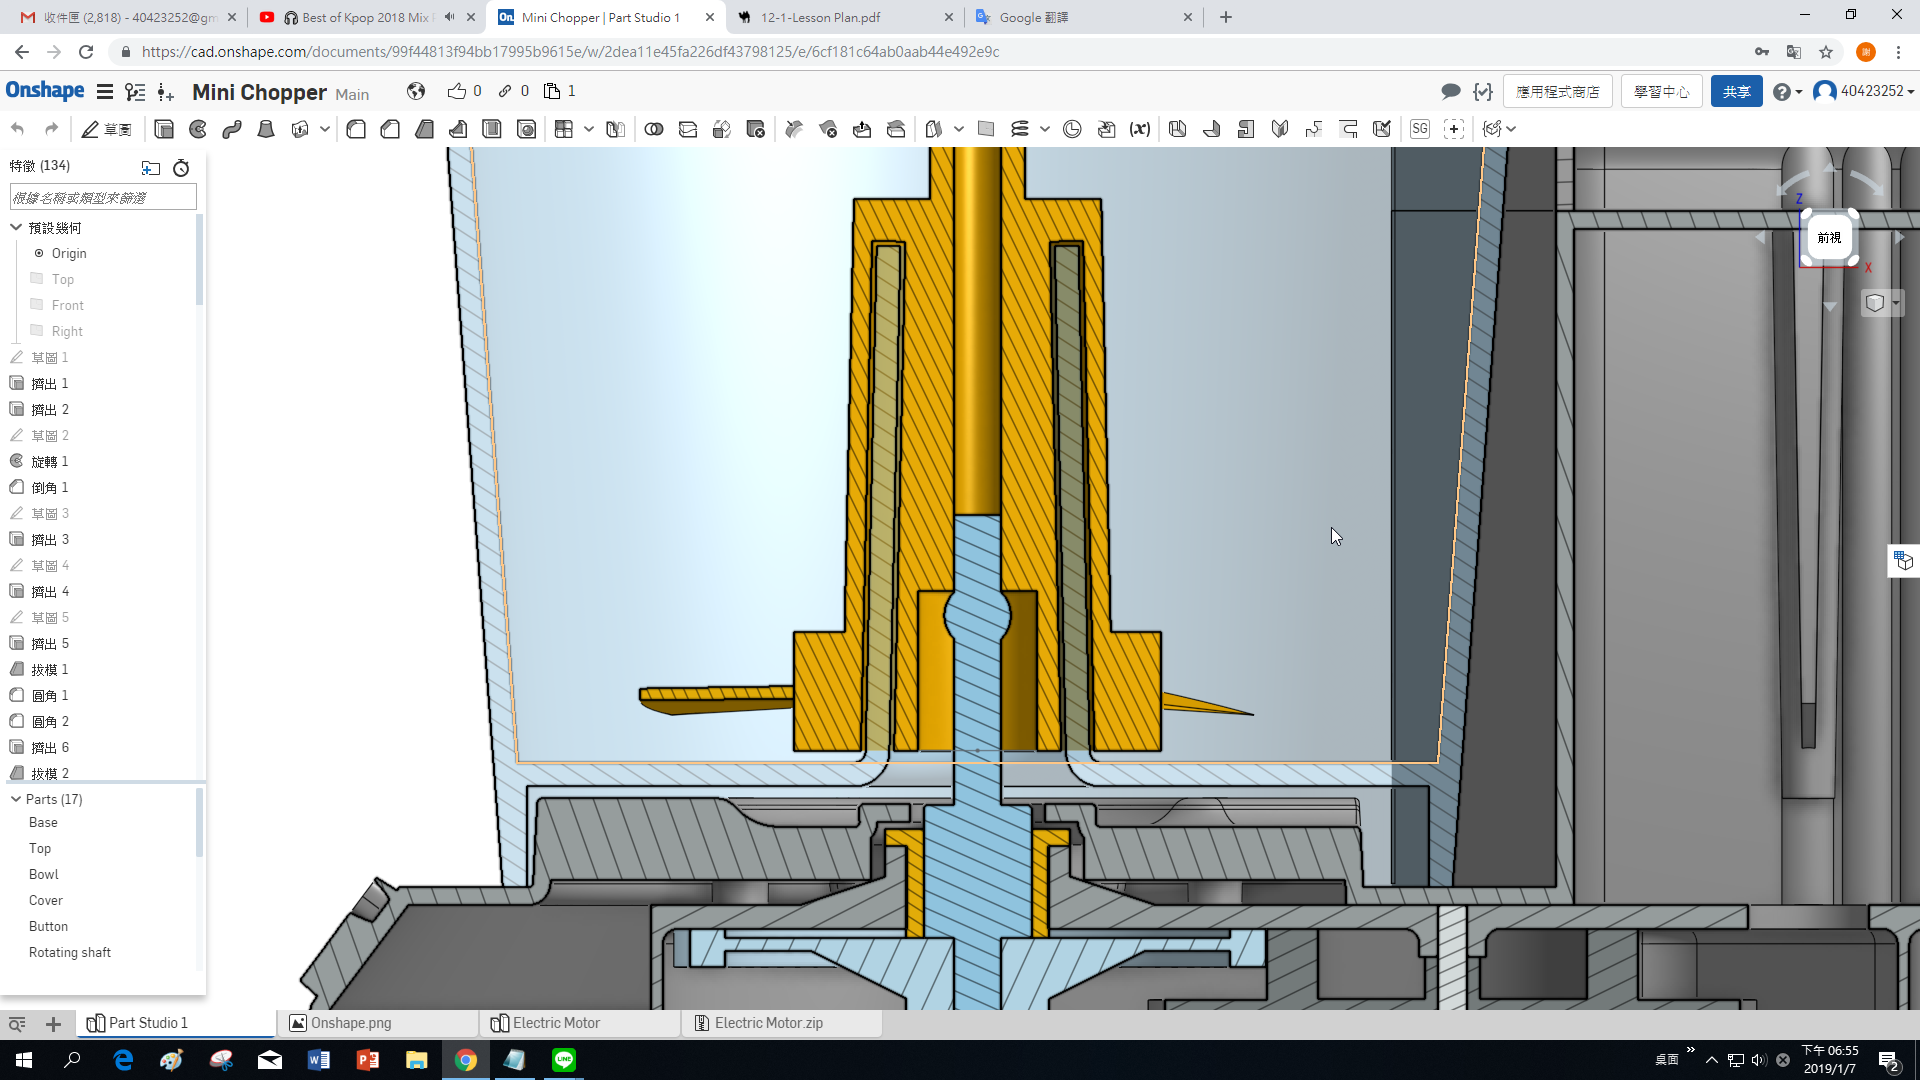 收件匣 (2,818) - 40423252@gm
Best of Kpop 2018 Mix
Mini Chopper | Part Studio 1
12-1-Lesson Plan.pdf
Google 翻譯
https://cad.onshape.com/documents/99f44813f94bb17995b9615e/w/2dea11e45fa226df43798125/e/6cf181c64ab0aab44e492e9c
謝
Onshape
Mini Chopper Main
0
0
1
應用程式商店
學習中心
共享
40423252
草圖
(x)
SG
特徵 (134)
根據名稱或類型來篩選
預設幾何
Origin
Top
Front
Right
草圖 1
擠出 1
擠出 2
草圖 2
旋轉 1
倒角 1
草圖 3
擠出 3
草圖 4
擠出 4
草圖 5
擠出 5
拔模 1
圓角 1
圓角 2
擠出 6
拔模 2
Parts (17)
Base
Top
Bowl
Cover
Button
Rotating shaft
Z
前視
X
Part Studio 1
Onshape.png
Electric Motor
Electric Motor.zip
LINE
桌面
下午 06:55
2019/1/7
2